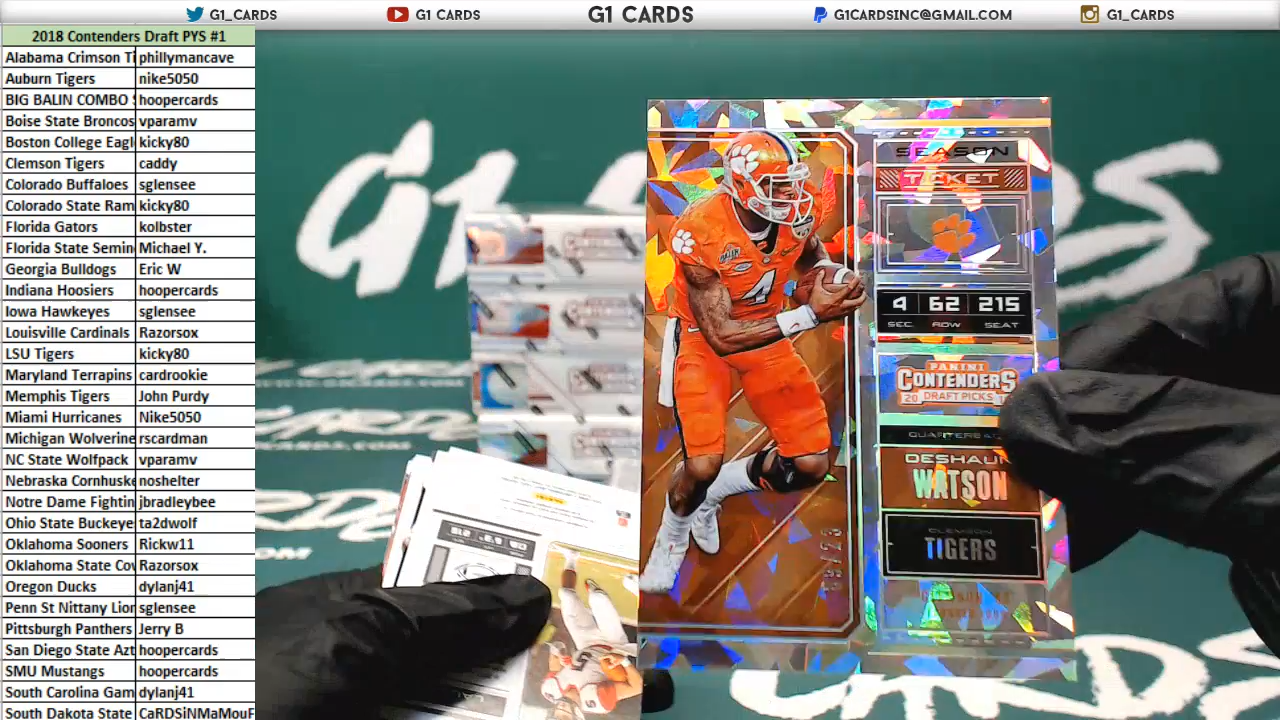 G1_CARDS
G1 CARDS
G1 CARDS
G1CARDSINC@GMAIL.COM
G1_CARDS
2018 Contenders Draft PYS #1
Alabama Crimson Ti phillymancave
Auburn Tigers nike5050
BIG BALIN COMBO hoopercards
Boise State Broncos vparamv
Boston College Eagl kicky80
Clemson Tigers caddy
Colorado Buffaloes sglensee
Colorado State Ram kicky80
Florida Gators kolbster
Florida State Semin Michael Y.
Georgia Bulldogs Eric W
Indiana Hoosiers hoopercards
Iowa Hawkeyes sglensee
Louisville Cardinals Razorsox
LSU Tigers kicky80
Maryland Terrapins cardrookie
Memphis Tigers John Purdy
Miami Hurricanes Nike5050
Michigan Wolverine rscardman
NC State Wolfpack vparamv
Nebraska Cornhuske noshelter
Notre Dame Fightin jbradleybee
Ohio State Buckeye ta2dwolf
Oklahoma Sooners Rickw11
Oklahoma State Cov Razorsox
Oregon Ducks dylanj41
Penn St Nittany Lion sglensee
Pittsburgh Panthers Jerry B
San Diego State Azt hoopercards
SMU Mustangs hoopercards
South Carolina Gam dylanj41
South Dakota State CaRDSiNMaMouF
SEASON
TICKET
4 62 215
SEC. ROW SEAT
PANINI
CONTENDERS
DRAFT PICKS
DESHAUN
WATSON
CLEMSON
TIGERS
4